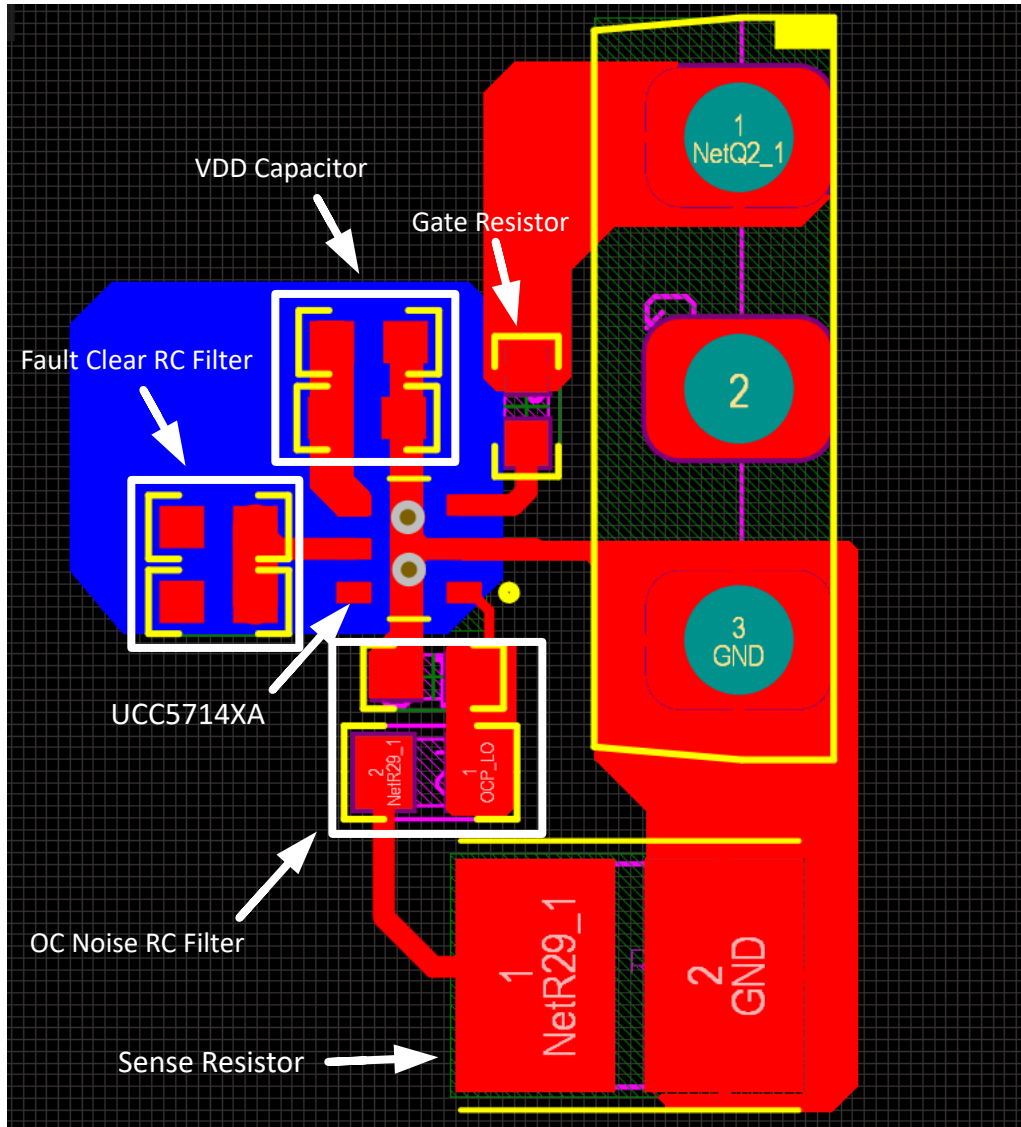 1
NetQ2_1
VDD Capacitor
Gate Resistor
Fault Clear RC Filter
2
3
GND
UCC5714XA
2
NetR29_1
1
OCP_LO
OC Noise RC Filter
1
NetR29_1
2
GND
Sense Resistor